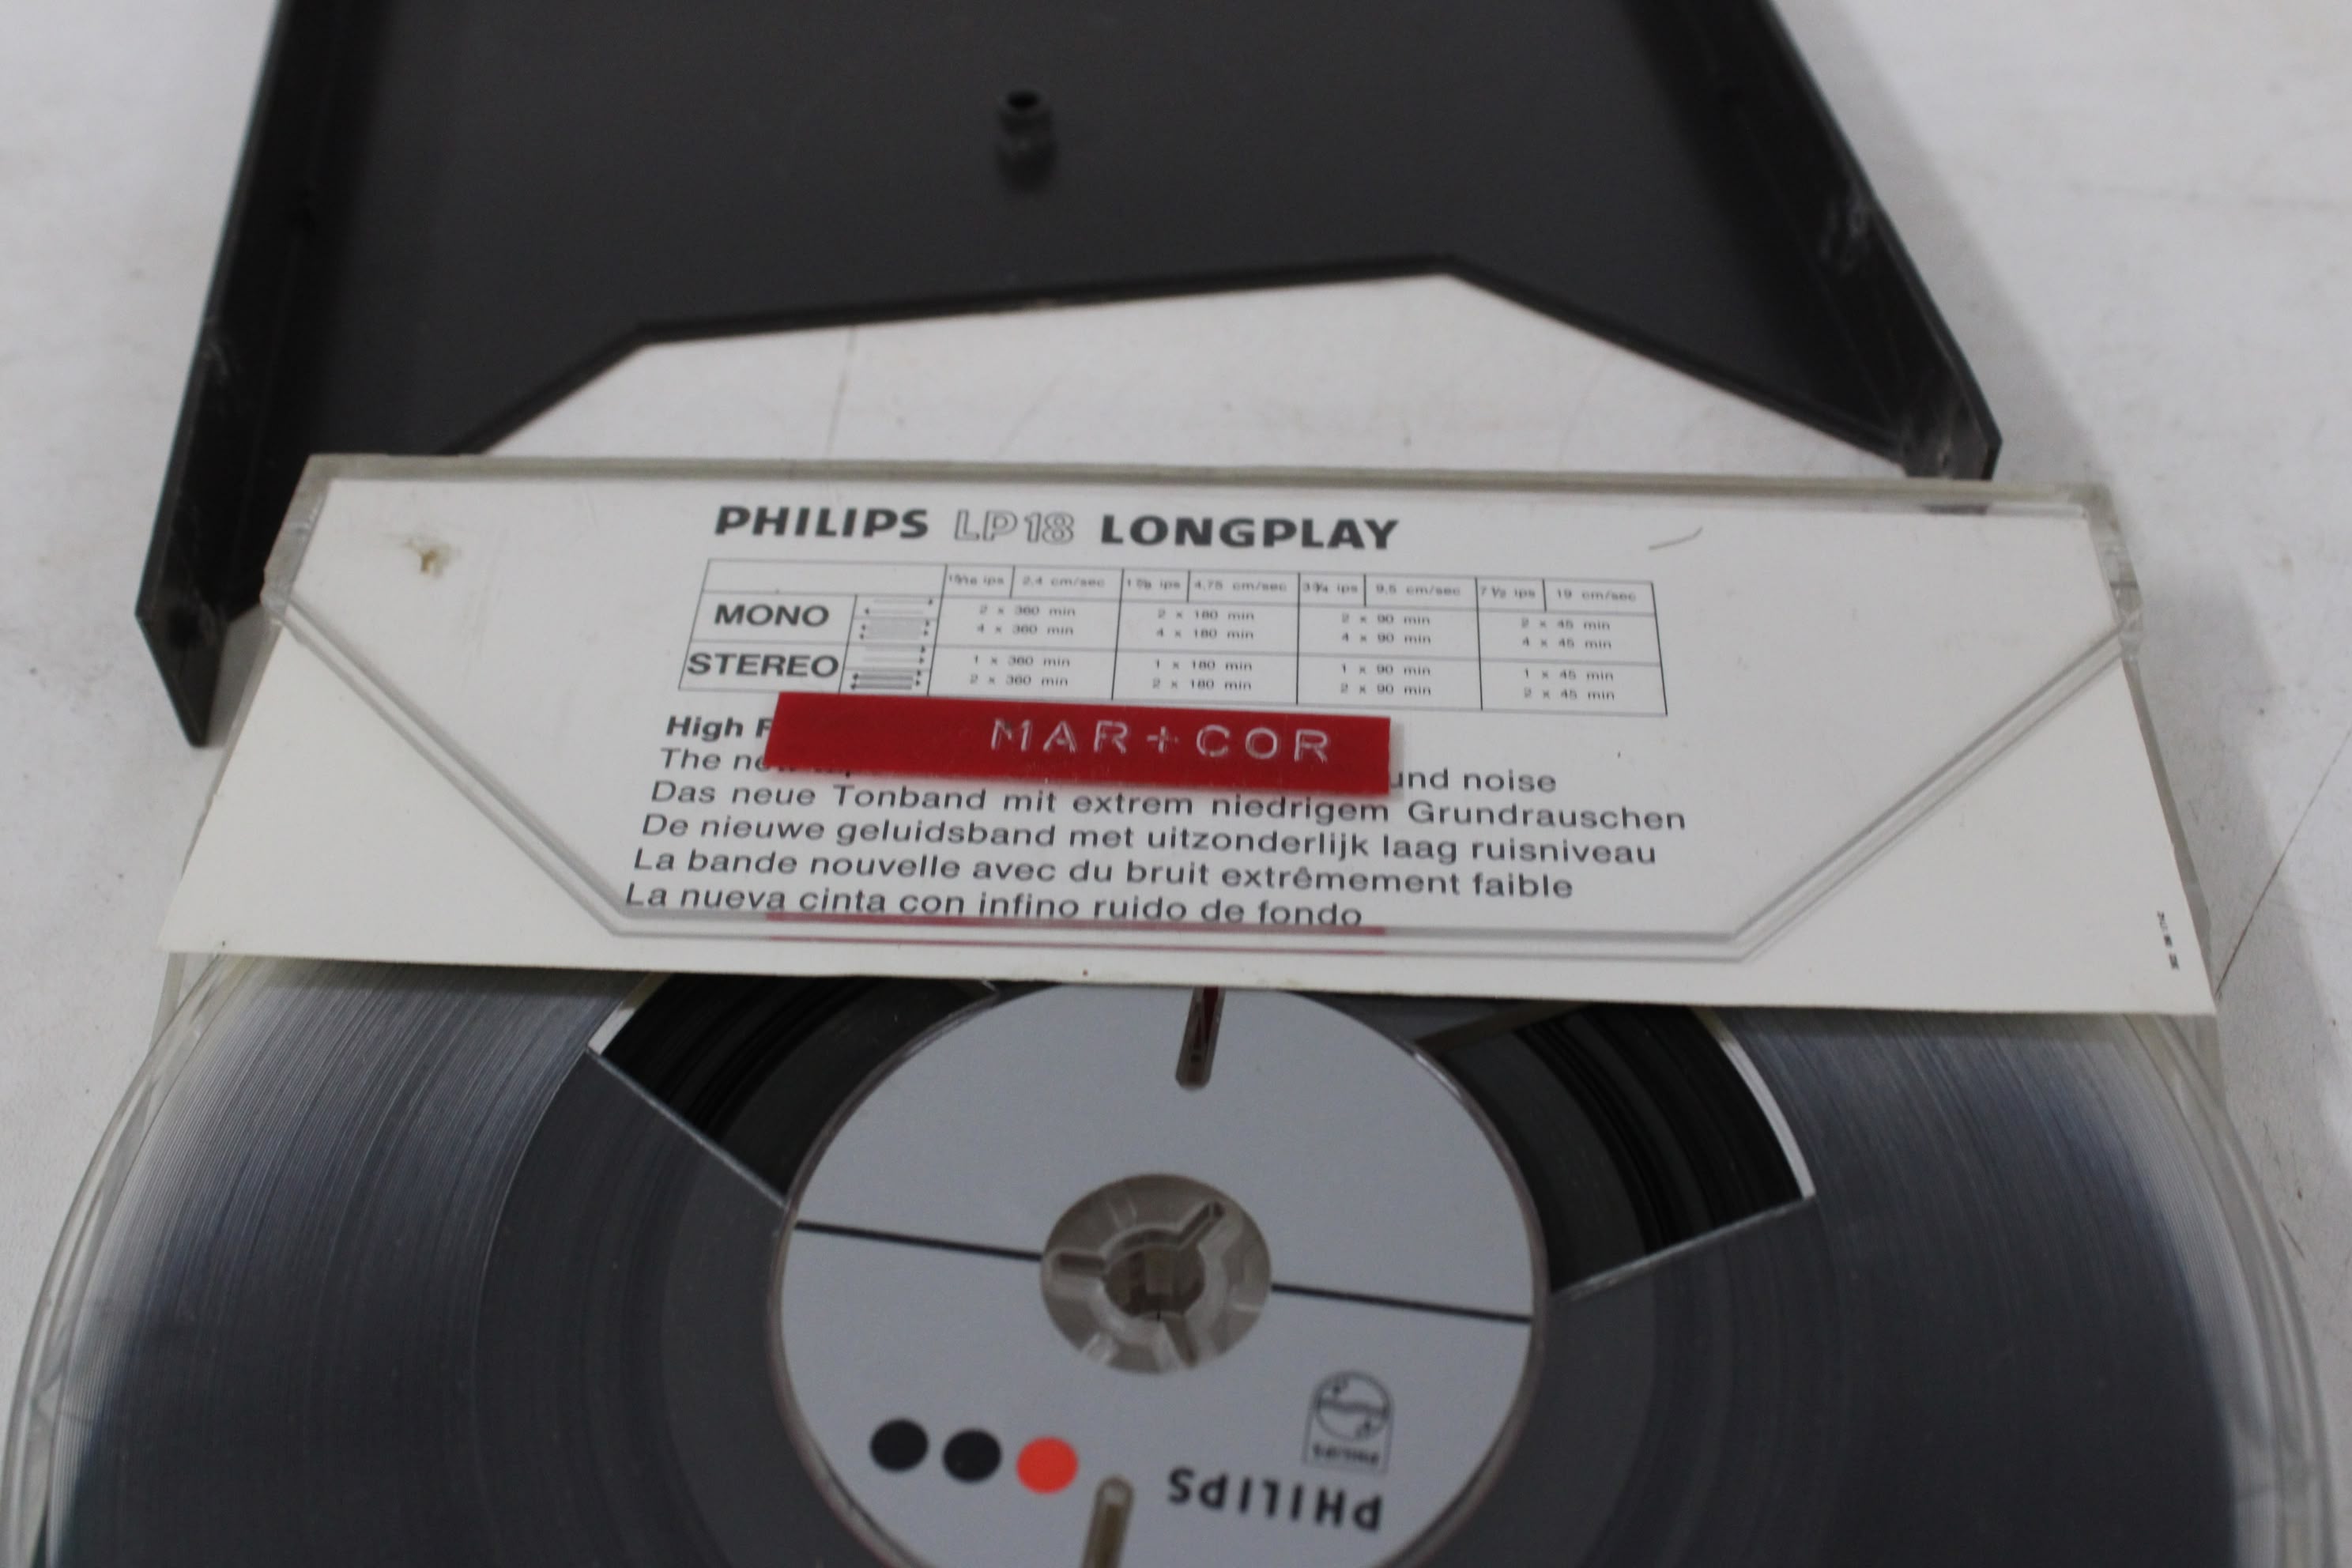 PHILIPS LP18 LONGPLAY
15/16 ips 2.4 cm/sec 1 7/8 ips 4.75 cm/sec 3 3/4 ips 9.5 cm/sec 7 1/2 ips 19 cm/sec
MONO
2 x 360 min 2 x 180 min 2 x 90 min 2 x 45 min
4 x 360 min 4 x 180 min 4 x 90 min 4 x 45 min
STEREO
1 x 360 min 1 x 180 min 1 x 90 min 1 x 45 min
2 x 360 min 2 x 180 min 2 x 90 min 2 x 45 min
MAR+COR
High
The noise
Das neue Tonband mit extrem niedrigem Grundrauschen
De nieuwe geluidsband met uitzonderlijk laag ruisniveau
La bande nouvelle avec du bruit extrêmement faible
La nueva cinta con infino ruido de fondo
PHILIPS
PHILIPS